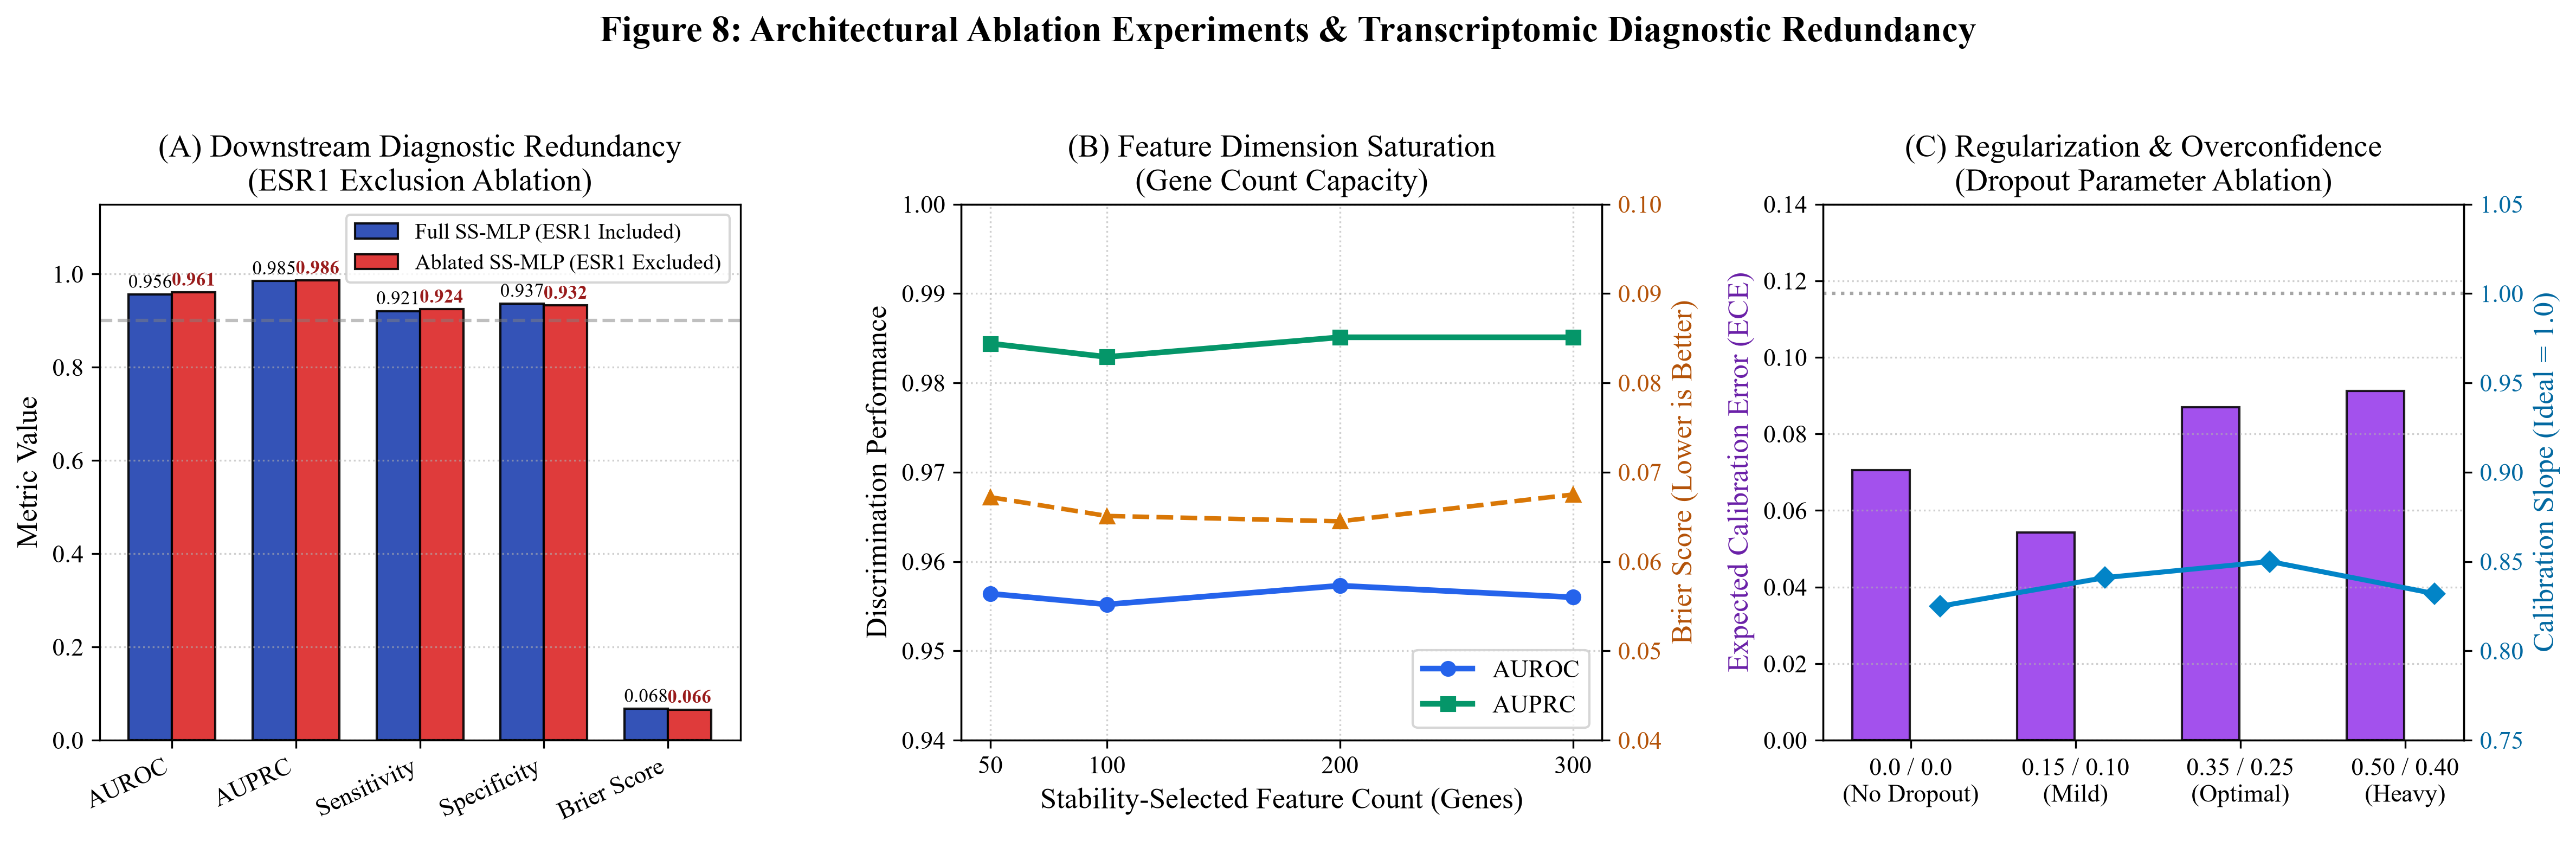 Figure 8: Architectural Ablation Experiments & Transcriptomic Diagnostic Redundancy
(A) Downstream Diagnostic Redundancy
(ESR1 Exclusion Ablation)
Metric Value
1.0
0.8
0.6
0.4
0.2
0.0
Full SS-MLP (ESR1 Included)
Ablated SS-MLP (ESR1 Excluded)
0.956 0.961
0.985 0.986
0.921 0.924
0.937 0.932
0.068 0.066
AUROC
AUPRC
Sensitivity
Specificity
Brier Score
(B) Feature Dimension Saturation
(Gene Count Capacity)
Discrimination Performance
1.00
0.99
0.98
0.97
0.96
0.95
0.94
AUROC
AUPRC
50
100
200
300
Stability-Selected Feature Count (Genes)
0.10
0.09
0.08
0.07
0.06
0.05
0.04
Brier Score (Lower is Better)
(C) Regularization & Overconfidence
(Dropout Parameter Ablation)
Expected Calibration Error (ECE)
0.14
0.12
0.10
0.08
0.06
0.04
0.02
0.00
0.0 / 0.0
(No Dropout)
0.15 / 0.10
(Mild)
0.35 / 0.25
(Optimal)
0.50 / 0.40
(Heavy)
1.05
1.00
0.95
0.90
0.85
0.80
0.75
Calibration Slope (Ideal = 1.0)